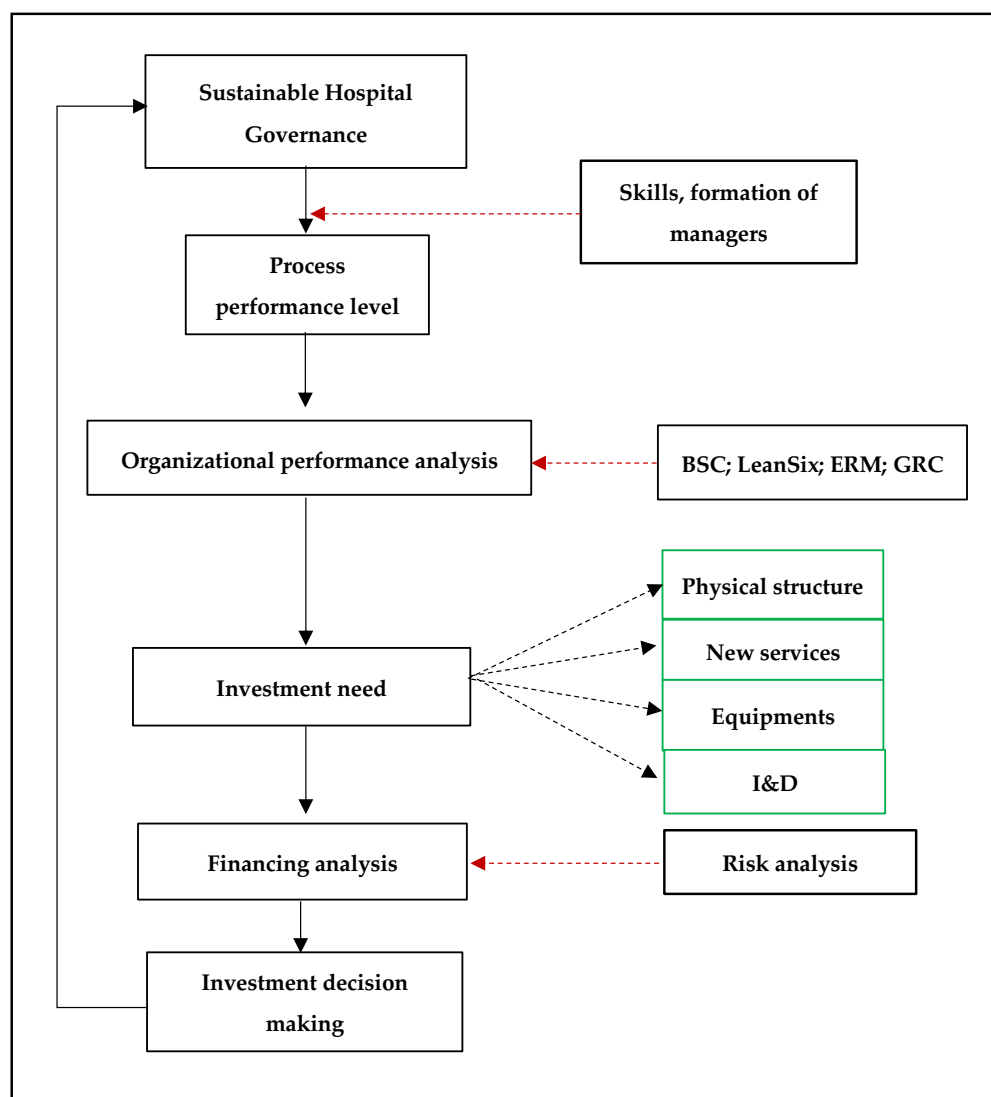 Sustainable Hospital
Governance
Skills, formation of
managers
Process
performance level
Organizational performance analysis
BSC; LeanSix; ERM; GRC
Physical structure
New services
Investment need
Equipments
I&D
Financing analysis
Risk analysis
Investment decision
making